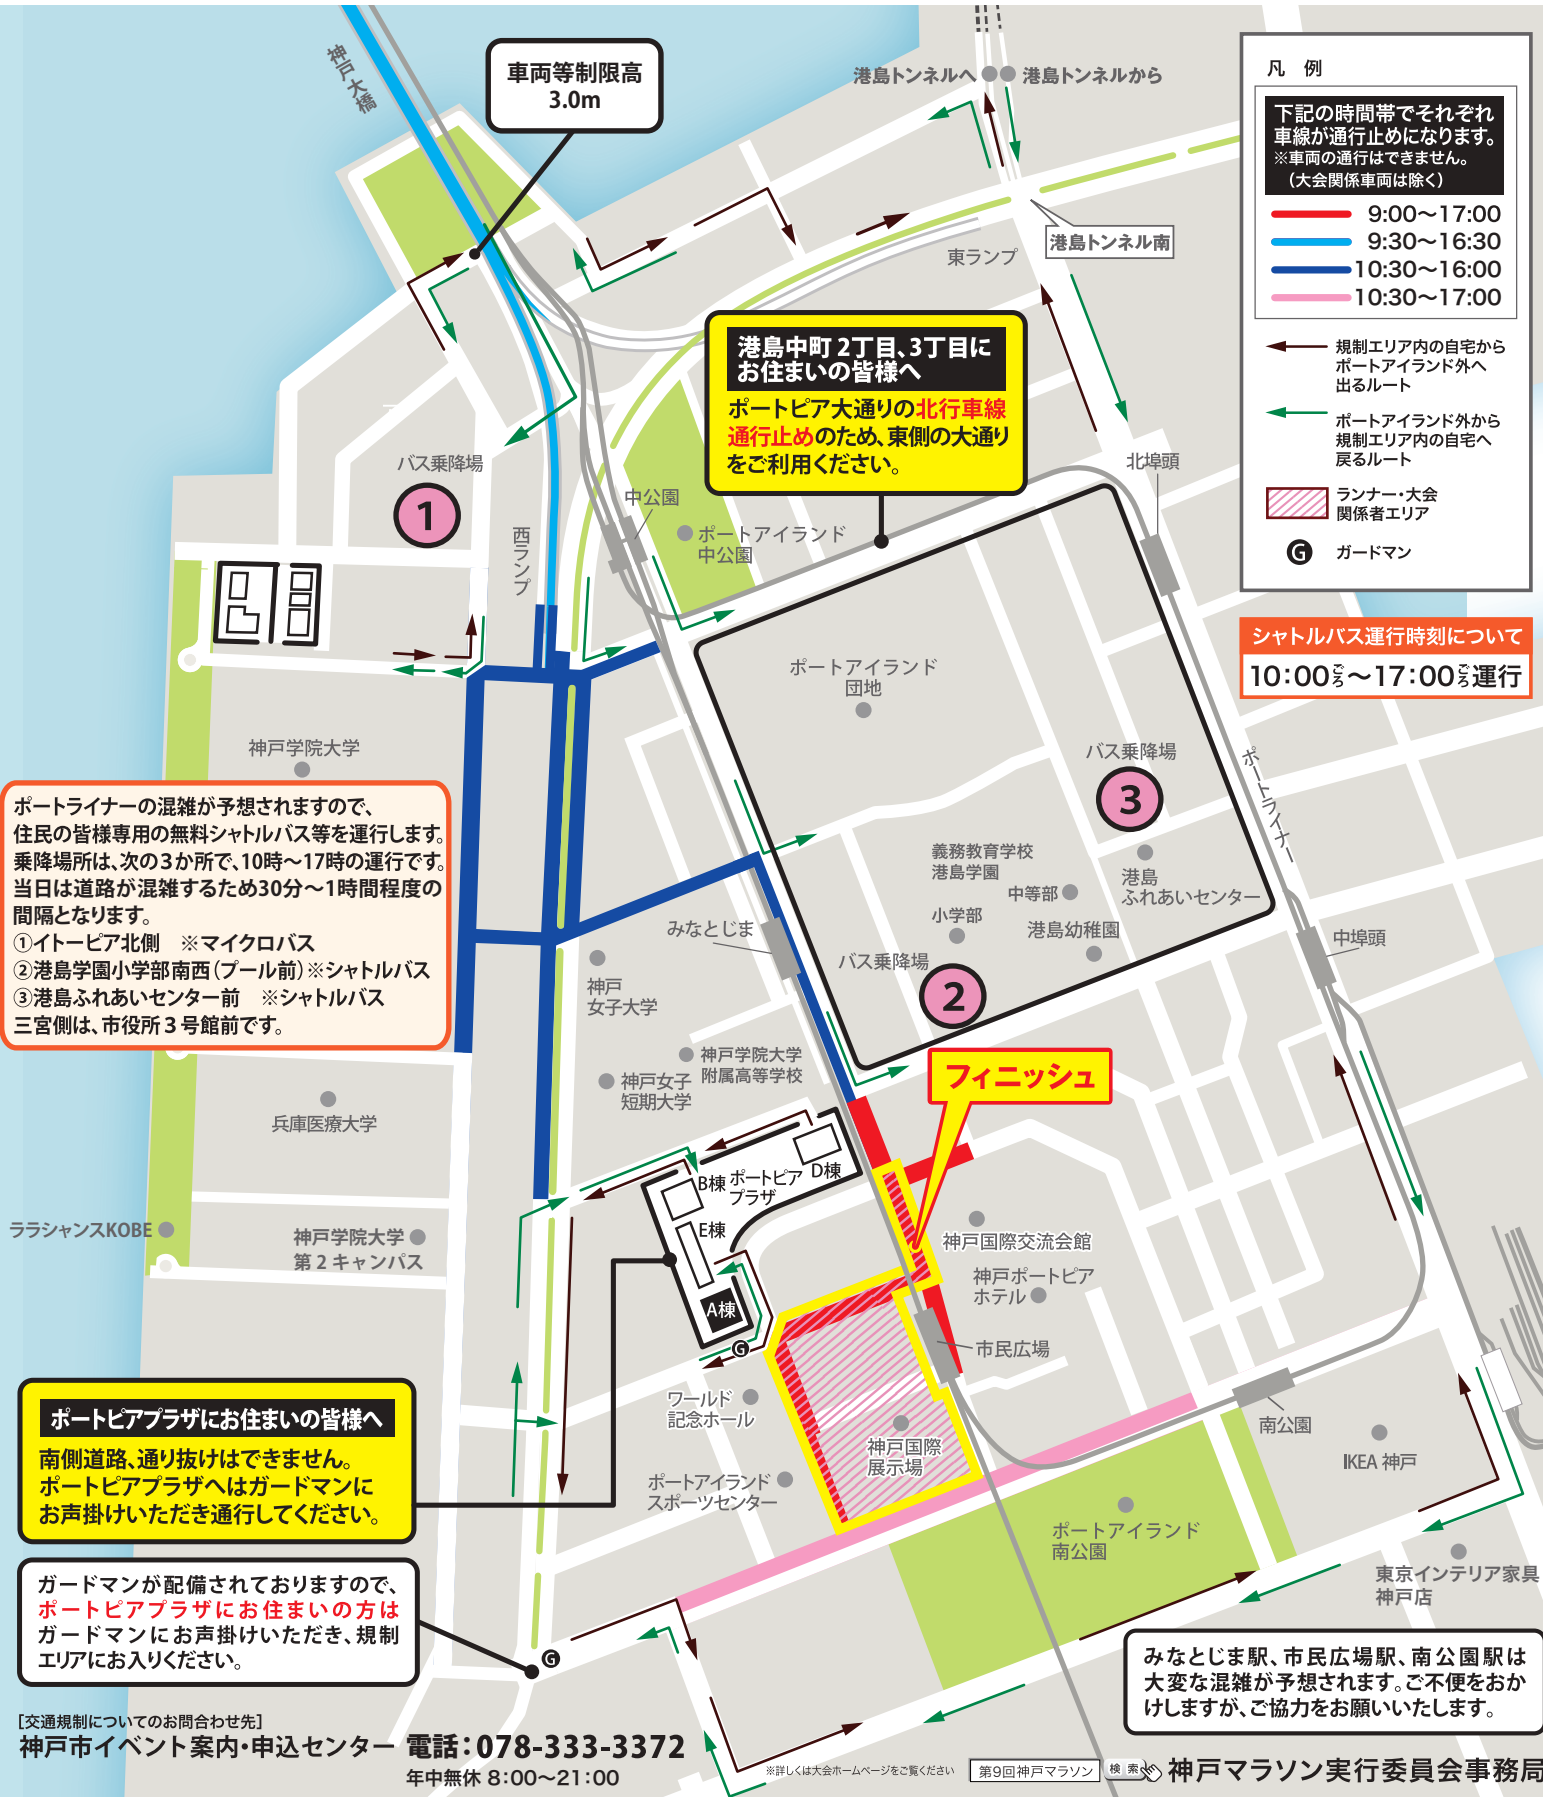 神戸大橋
車両等制限高
3.0m
港島トンネルへ
港島トンネルから
港島トンネル南
東ランプ
凡 例
下記の時間帯でそれぞれ
車線が通行止めになります。
※車両の通行はできません。
(大会関係車両は除く)
9:00〜17:00
9:30〜16:30
10:30〜16:00
10:30〜17:00
規制エリア内の自宅から
ポートアイランド外へ
出るルート
ポートアイランド外から
規制エリア内の自宅へ
戻るルート
ランナー・大会
関係者エリア
G
ガードマン
シャトルバス運行時刻について
10:00ごろ〜17:00ごろ運行
港島中町 2丁目、3丁目に
お住まいの皆様へ
ポートピア大通りの北行車線
通行止めのため、東側の大通り
をご利用ください。
バス乗降場
1
西ランプ
中公園
ポートアイランド
中公園
北埠頭
ポートアイランド
団地
バス乗降場
3
ポートライナー
神戸学院大学
ポートライナーの混雑が予想されますので、
住民の皆様専用の無料シャトルバス等を運行します。
乗降場所は、次の3か所で、10時〜17時の運行です。
当日は道路が混雑するため30分〜1時間程度の
間隔となります。
①イトーピア北側 ※マイクロバス
②港島学園小学部南西(プール前)※シャトルバス
③港島ふれあいセンター前 ※シャトルバス
三宮側は、市役所3号館前です。
義務教育学校
港島学園
中等部
小学部
港島
ふれあいセンター
港島幼稚園
みなとじま
バス乗降場
2
中埠頭
神戸
女子大学
神戸学院大学
附属高等学校
神戸女子
短期大学
フィニッシュ
兵庫医療大学
B棟
ポートピア
プラザ
D棟
E棟
A棟
G
ララシャンスKOBE
神戸学院大学
第2キャンパス
神戸国際交流会館
神戸ポートピア
ホテル
市民広場
ワールド
記念ホール
神戸国際
展示場
南公園
IKEA 神戸
ポートアイランド
スポーツセンター
ポートアイランド
南公園
東京インテリア家具
神戸店
ポートピアプラザにお住まいの皆様へ
南側道路、通り抜けはできません。
ポートピアプラザへはガードマンに
お声掛けいただき通行してください。
ガードマンが配備されておりますので、
ポートピアプラザにお住まいの方は
ガードマンにお声掛けいただき、規制
エリアにお入りください。
G
みなとじま駅、市民広場駅、南公園駅は
大変な混雑が予想されます。ご不便をおか
けしますが、ご協力をお願いいたします。
[交通規制についてのお問合わせ先]
神戸市イベント案内・申込センター 電話:078-333-3372
年中無休 8:00〜21:00
※詳しくは大会ホームページをご覧ください
第9回神戸マラソン
検 索
神戸マラソン実行委員会事務局